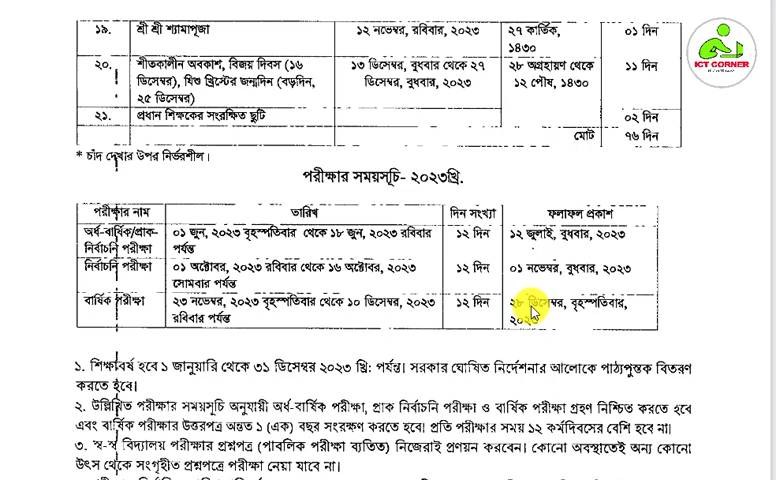 ১৯. শ্রী শ্রী শ্যামাপূজা ১২ নভেম্বর, রবিবার, ২০২৩ ২৭ কার্তিক, ০১ দিন
১৪৩০
২০. শীতকালীন অবকাশ, বিজয় দিবস (১৬ ১৩ ডিসেম্বর, বুধবার থেকে ২৭ ২৮ অগ্রহায়ণ থেকে ১১ দিন
ডিসেম্বর), যিশু খ্রিস্টের জন্মদিন (বড়দিন, ডিসেম্বর, বুধবার, ২০২৩ ১২ পৌষ, ১৪৩০
২৫ ডিসেম্বর)
২১. প্রধান শিক্ষকের সংরক্ষিত ছুটি ০২ দিন
মোট ৭৬ দিন
* চাঁদ দেখার উপর নির্ভরশীল।
পরীক্ষার সময়সূচি- ২০২৩খ্রি.
পরীক্ষার নাম তারিখ দিন সংখ্যা ফলাফল প্রকাশ
অর্ধ-বার্ষিক/প্রাক- ০১ জুন, ২০২৩ বৃহস্পতিবার থেকে ১৮ জুন, ২০২৩ রবিবার ১২ দিন ১২ জুলাই, বুধবার, ২০২৩
নির্বাচনি পরীক্ষা পর্যন্ত
নির্বাচনি পরীক্ষা ০১ অক্টোবর, ২০২৩ রবিবার থেকে ১৬ অক্টোবর, ২০২৩ ১২ দিন ০১ নভেম্বর, বুধবার, ২০২৩
সোমবার পর্যন্ত
বার্ষিক পরীক্ষা ২৩ নভেম্বর, ২০২৩ বৃহস্পতিবার থেকে ১০ ডিসেম্বর, ২০২৩ ১২ দিন ২৮ ডিসেম্বর, বৃহস্পতিবার,
রবিবার পর্যন্ত ২০২৩
১. শিক্ষাবর্ষ হবে ১ জানুয়ারি থেকে ৩১ ডিসেম্বর ২০২৩ খ্রি: পর্যন্ত। সরকার ঘোষিত নির্দেশনার আলোকে পাঠ্যপুস্তক বিতরণ
করতে হবে।
২. উল্লিখিত পরীক্ষার সময়সূচি অনুযায়ী অর্ধ-বার্ষিক পরীক্ষা, প্রাক নির্বাচনি পরীক্ষা ও বার্ষিক পরীক্ষা গ্রহণ নিশ্চিত করতে হবে
এবং বার্ষিক পরীক্ষার উত্তরপত্র অন্তত ১ (এক) বছর সংরক্ষণ করতে হবে। প্রতি পরীক্ষার সময় ১২ কর্মদিবসের বেশি হবে না।
৩. স্ব-স্ব বিদ্যালয় পরীক্ষার প্রশ্নপত্র (পাবলিক পরীক্ষা ব্যতিত) নিজেরাই প্রণয়ন করবেন। কোনো অবস্থাতেই অন্য কোনো
উৎস থেকে সংগৃহীত প্রশ্নপত্রে পরীক্ষা নেয়া যাবে না।
ICT CORNER